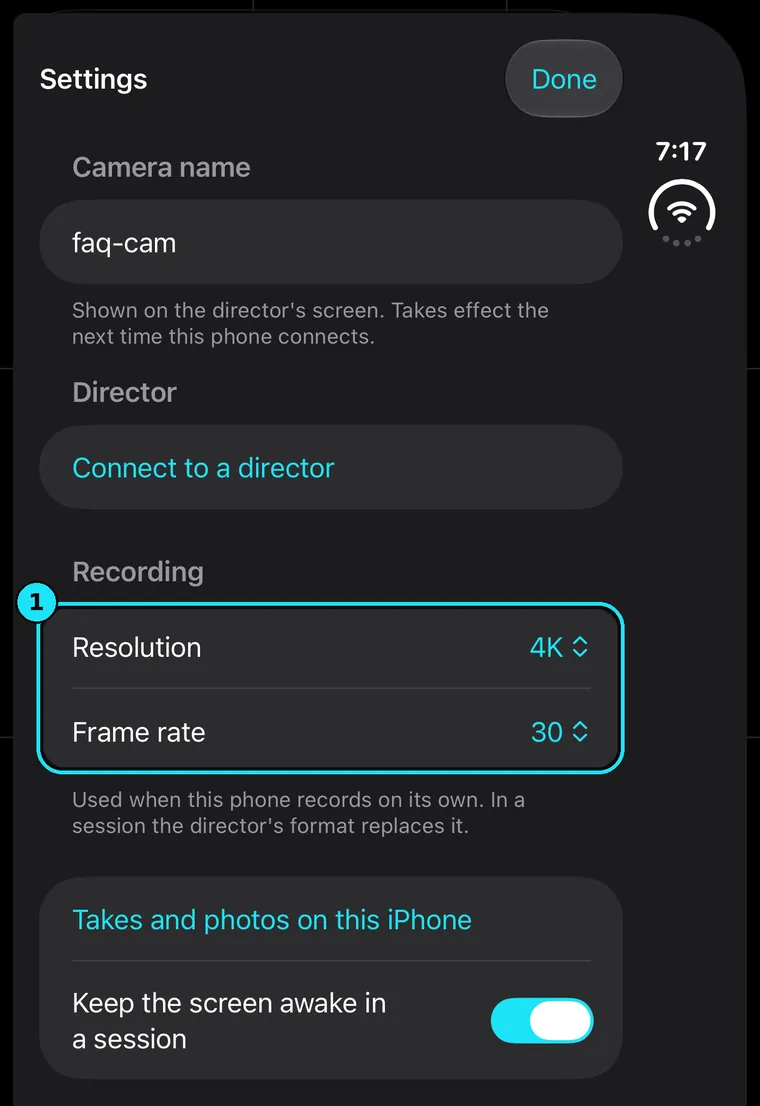 Settings
Done
7:17
Camera name
faq-cam
Shown on the director's screen. Takes effect the
next time this phone connects.
Director
Connect to a director
Recording
1
Resolution
4K
Frame rate
30
Used when this phone records on its own. In a
session the director's format replaces it.
Takes and photos on this iPhone
Keep the screen awake in
a session